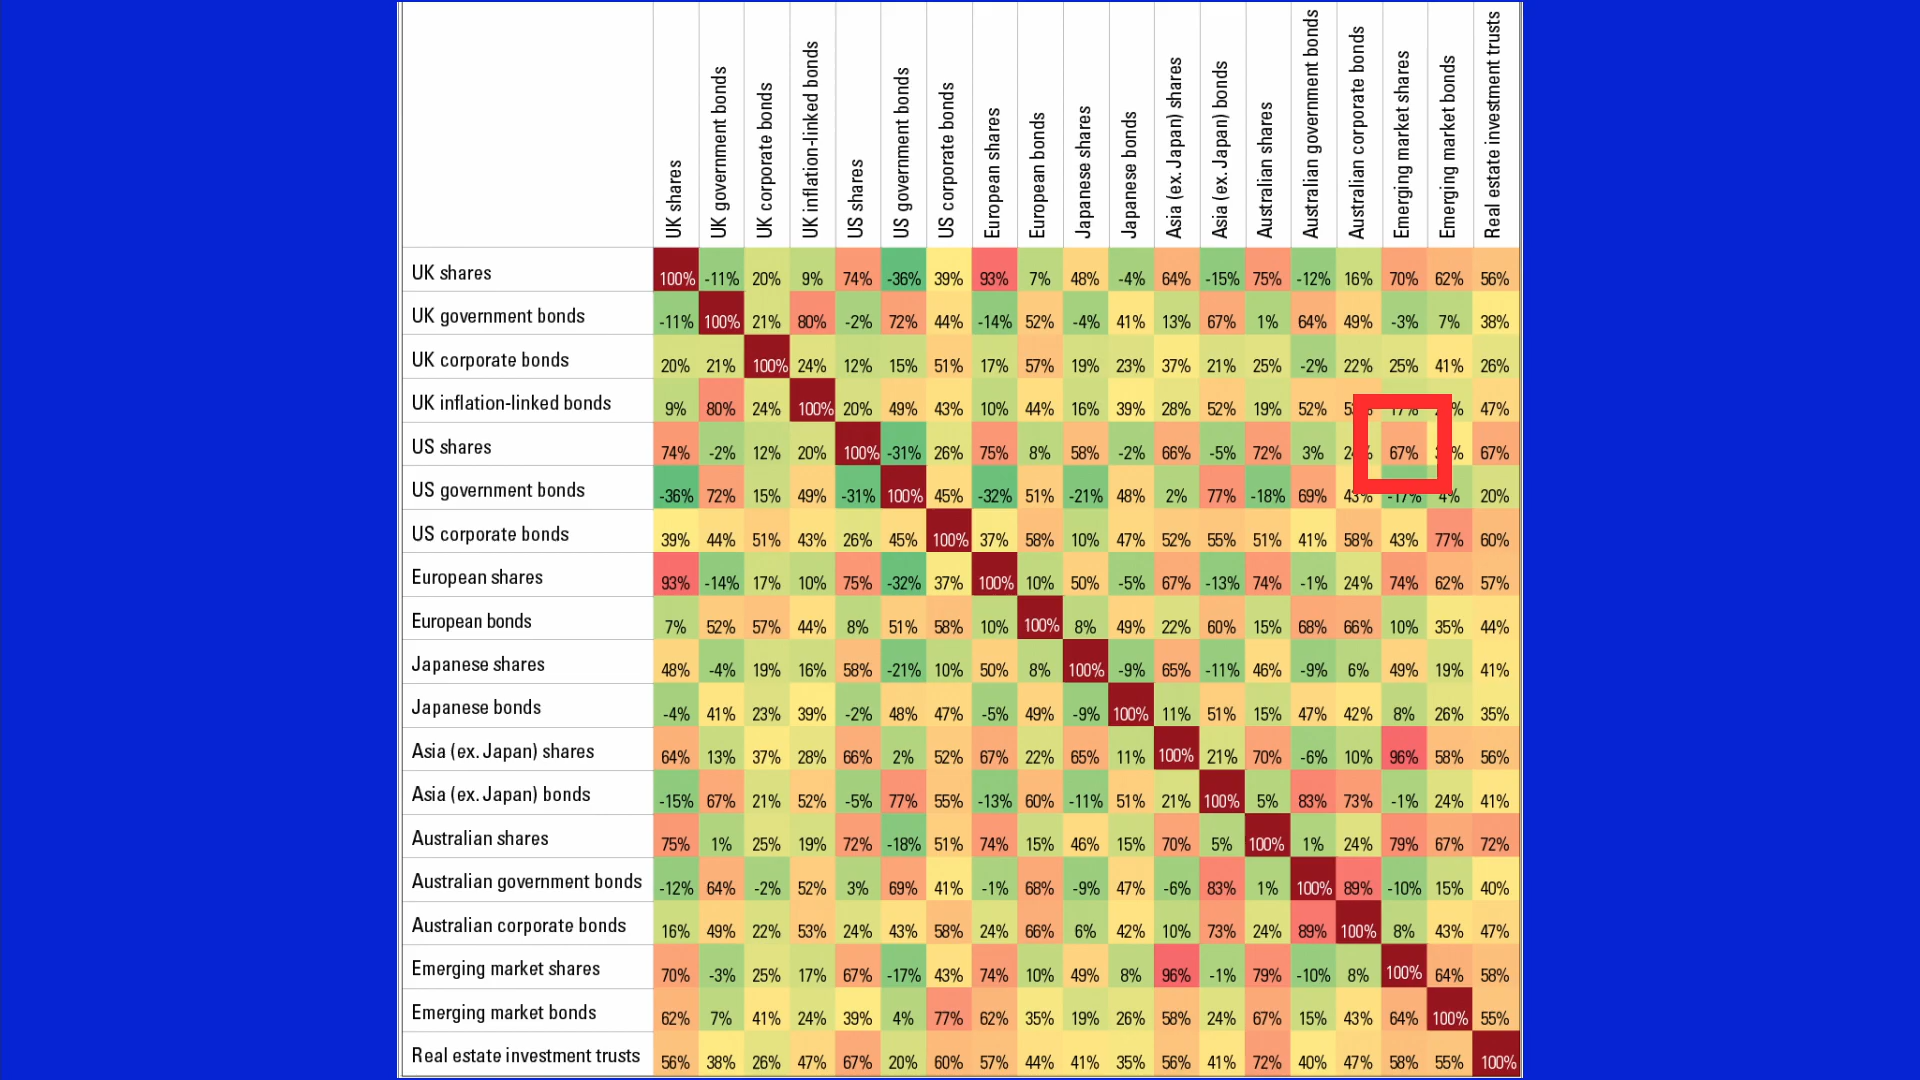 UK shares
UK government bonds
UK corporate bonds
UK inflation-linked bonds
US shares
US government bonds
US corporate bonds
European shares
European bonds
Japanese shares
Japanese bonds
Asia (ex. Japan) shares
Asia (ex. Japan) bonds
Australian shares
Australian government bonds
Australian corporate bonds
Emerging market shares
Emerging market bonds
Real estate investment trusts
UK shares 100% -11% 20% 9% 74% -36% 39% 93% 7% 48% -4% 64% -15% 75% -12% 16% 70% 62% 56%
UK government bonds -11% 100% 21% 80% -2% 72% 44% -14% 52% -4% 41% 13% 67% 1% 64% 49% -3% 7% 38%
UK corporate bonds 20% 21% 100% 24% 12% 15% 51% 17% 57% 19% 23% 37% 21% 25% -2% 22% 25% 41% 26%
UK inflation-linked bonds 9% 80% 24% 100% 20% 49% 43% 10% 44% 16% 39% 28% 52% 19% 52% 17% 47%
US shares 74% -2% 12% 20% 100% -31% 26% 75% 8% 58% -2% 66% -5% 72% 3% 67% 67%
US government bonds -36% 72% 15% 49% -31% 100% 45% -32% 51% -21% 48% 2% 77% -18% 69% 43% -17% 4% 20%
US corporate bonds 39% 44% 51% 43% 26% 45% 100% 37% 58% 10% 47% 52% 55% 51% 41% 58% 43% 77% 60%
European shares 93% -14% 17% 10% 75% -32% 37% 100% 10% 50% -5% 67% -13% 74% -1% 24% 74% 62% 57%
European bonds 7% 52% 57% 44% 8% 51% 58% 10% 100% 8% 49% 22% 60% 15% 68% 66% 10% 35% 44%
Japanese shares 48% -4% 19% 16% 58% -21% 10% 50% 8% 100% -9% 65% -11% 46% -9% 6% 49% 19% 41%
Japanese bonds -4% 41% 23% 39% -2% 48% 47% -5% 49% -9% 100% 11% 51% 15% 47% 42% 8% 26% 35%
Asia (ex. Japan) shares 64% 13% 37% 28% 66% 2% 52% 67% 22% 65% 11% 100% 21% 70% -6% 10% 96% 58% 56%
Asia (ex. Japan) bonds -15% 67% 21% 52% -5% 77% 55% -13% 60% -11% 51% 21% 100% 5% 83% 73% -1% 24% 41%
Australian shares 75% 1% 25% 19% 72% -18% 51% 74% 15% 46% 15% 70% 5% 100% 1% 24% 79% 67% 72%
Australian government bonds -12% 64% -2% 52% 3% 69% 41% -1% 68% -9% 47% -6% 83% 1% 100% 89% -10% 15% 40%
Australian corporate bonds 16% 49% 22% 53% 24% 43% 58% 24% 66% 6% 42% 10% 73% 24% 89% 100% 8% 43% 47%
Emerging market shares 70% -3% 25% 17% 67% -17% 43% 74% 10% 49% 8% 96% -1% 79% -10% 8% 100% 64% 58%
Emerging market bonds 62% 7% 41% 24% 39% 4% 77% 62% 35% 19% 26% 58% 24% 67% 15% 43% 64% 100% 55%
Real estate investment trusts 56% 38% 26% 47% 67% 20% 60% 57% 44% 41% 35% 56% 41% 72% 40% 47% 58% 55% 100%